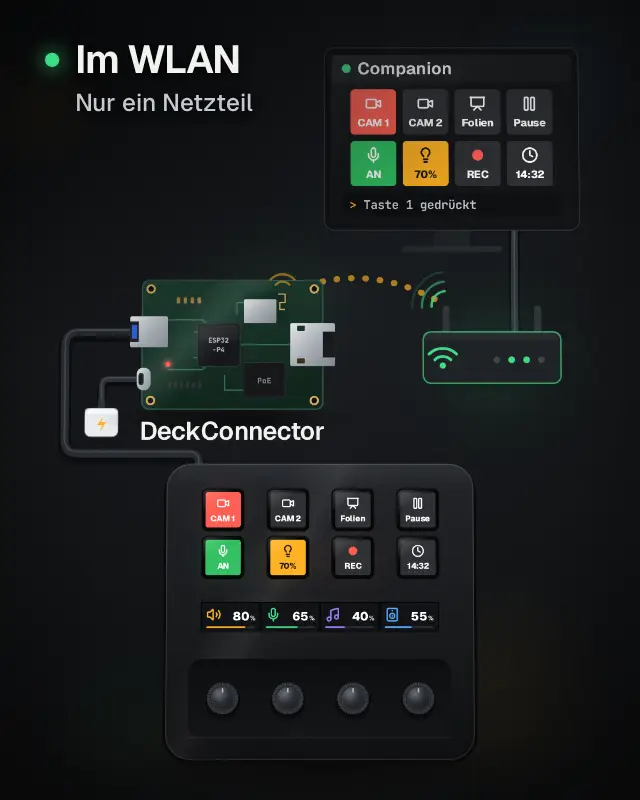 Im WLAN
Nur ein Netzteil
Companion
CAM 1 CAM 2 Folien Pause
AN 70% REC 14:32
> Taste 1 gedrückt
ESP32
-P4
PoE
DeckConnector
CAM 1 CAM 2 Folien Pause
AN 70% REC 14:32
80% 65% 40% 55%